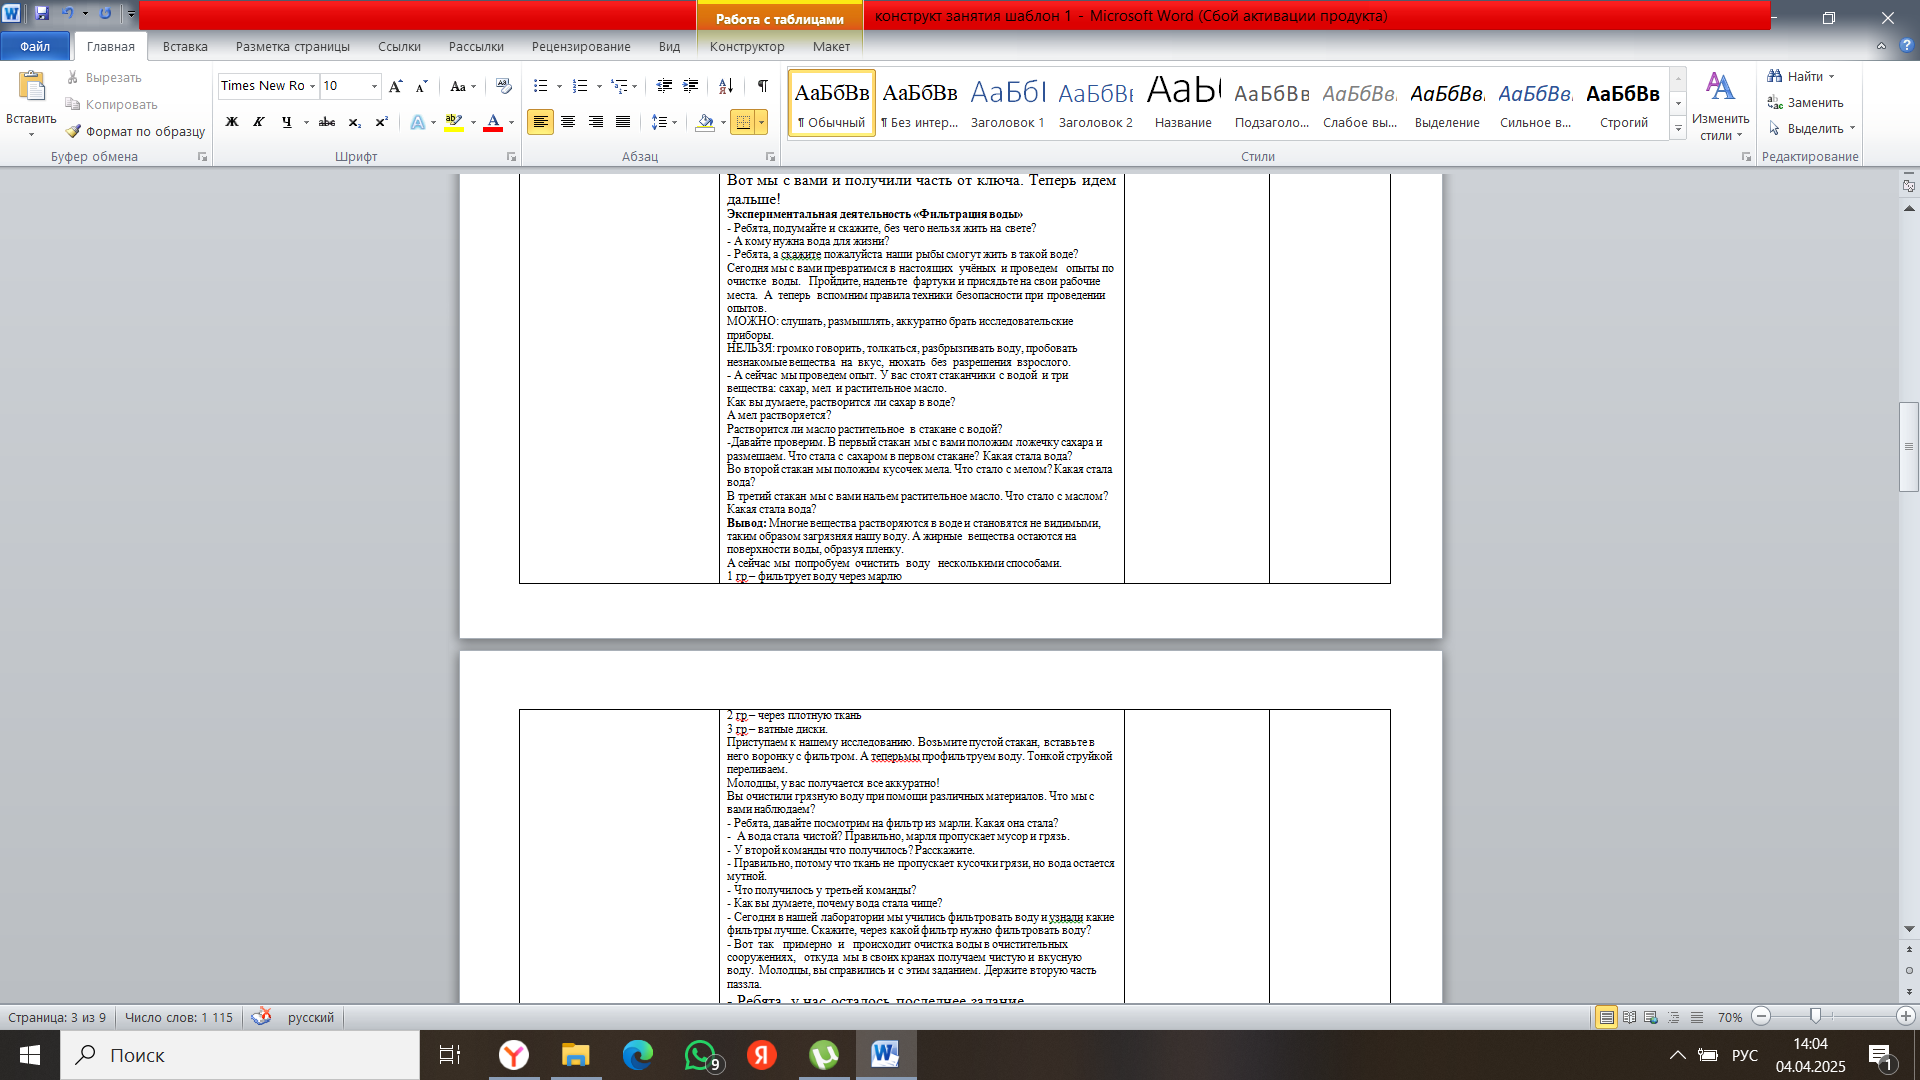 Работа с таблицами
конструкт занятия шаблон 1 - Microsoft Word (Сбой активации продукта)
Файл
Главная
Вставка
Разметка страницы
Ссылки
Рассылки
Рецензирование
Вид
Конструктор
Макет
Вставить
Вырезать
Копировать
Формат по образцу
Буфер обмена
Times New Ro
10
Шрифт
Абзац
АаБбВв
¶ Обычный
АаБбВв
¶ Без интер...
АаБбІ
Заголовок 1
АаБбВ
Заголовок 2
АаЬ
Название
АаБбВв
Подзаголо...
АаБбВв
Слабое вы...
АаБбВв
Выделение
АаБбВв
Сильное в...
АаБбВв
Строгий
Стили
Изменить
стили
Найти
Заменить
Выделить
Редактирование
Вот мы с вами и получили часть от ключа. Теперь идем
дальше!
Экспериментальная деятельность «Фильтрация воды»
- Ребята, подумайте и скажите, без чего нельзя жить на свете?
- А кому нужна вода для жизни?
- Ребята, а скажите пожалуйста наши рыбы смогут жить в такой воде?
Сегодня мы с вами превратимся в настоящих учёных и проведем опыты по
очистке воды. Пройдите, наденьте фартуки и присядьте на свои рабочие
места. А теперь вспомним правила техники безопасности при проведении
опытов.
МОЖНО: слушать, размышлять, аккуратно брать исследовательские
приборы.
НЕЛЬЗЯ: громко говорить, толкаться, разбрызгивать воду, пробовать
незнакомые вещества на вкус, нюхать без разрешения взрослого.
- А сейчас мы проведем опыт. У вас стоят стаканчики с водой и три
вещества: сахар, мел и растительное масло.
Как вы думаете, растворится ли сахар в воде?
А мел растворяется?
Растворится ли масло растительное в стакане с водой?
-Давайте проверим. В первый стакан мы с вами положим ложечку сахара и
размешаем. Что стала с сахаром в первом стакане? Какая стала вода?
Во второй стакан мы положим кусочек мела. Что стало с мелом? Какая стала
вода?
В третий стакан мы с вами нальем растительное масло. Что стало с маслом?
Какая стала вода?
Вывод: Многие вещества растворяются в воде и становятся не видимыми,
таким образом загрязняя нашу воду. А жирные вещества остаются на
поверхности воды, образуя пленку.
А сейчас мы попробуем очистить воду несколькими способами.
1 гр – фильтрует воду через марлю
2 гр – через плотную ткань
3 гр – ватные диски.
Приступаем к нашему исследованию. Возьмите пустой стакан, вставьте в
него воронку с фильтром. А теперьмы профильтруем воду. Тонкой струйкой
переливаем.
Молодцы, у вас получается все аккуратно!
Вы очистили грязную воду при помощи различных материалов. Что мы с
вами наблюдаем?
- Ребята, давайте посмотрим на фильтр из марли. Какая она стала?
- А вода стала чистой? Правильно, марля пропускает мусор и грязь.
- У второй команды что получилось? Расскажите.
- Правильно, потому что ткань не пропускает кусочки грязи, но вода остается
мутной.
- Что получилось у третьей команды?
- Как вы думаете, почему вода стала чище?
- Сегодня в нашей лаборатории мы учились фильтровать воду и узнали какие
фильтры лучше. Скажите, через какой фильтр нужно фильтровать воду?
- Вот так примерно и происходит очистка воды в очистительных
сооружениях, откуда мы в своих кранах получаем чистую и вкусную
воду. Молодцы, вы справились и с этим заданием. Держите вторую часть
паззла.
- Ребята, у нас осталось последнее задание
Страница: 3 из 9
Число слов: 1 115
русский
70%
Поиск
9
РУС
14:04
04.04.2025
1